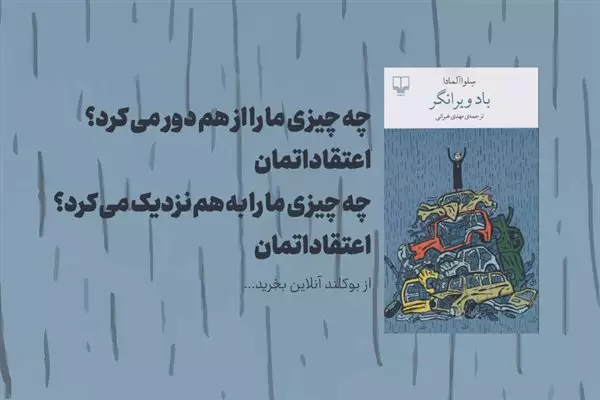 چه چیزی ما را از هم دور می‌کرد؟
اعتقاداتمان
چه چیزی ما را به هم نزدیک می‌کرد؟
اعتقاداتمان
از بوکلند آنلاین بخرید...
سلوا آلمادا
باد ویرانگر
ترجمه‌ی مهدی غبرائی